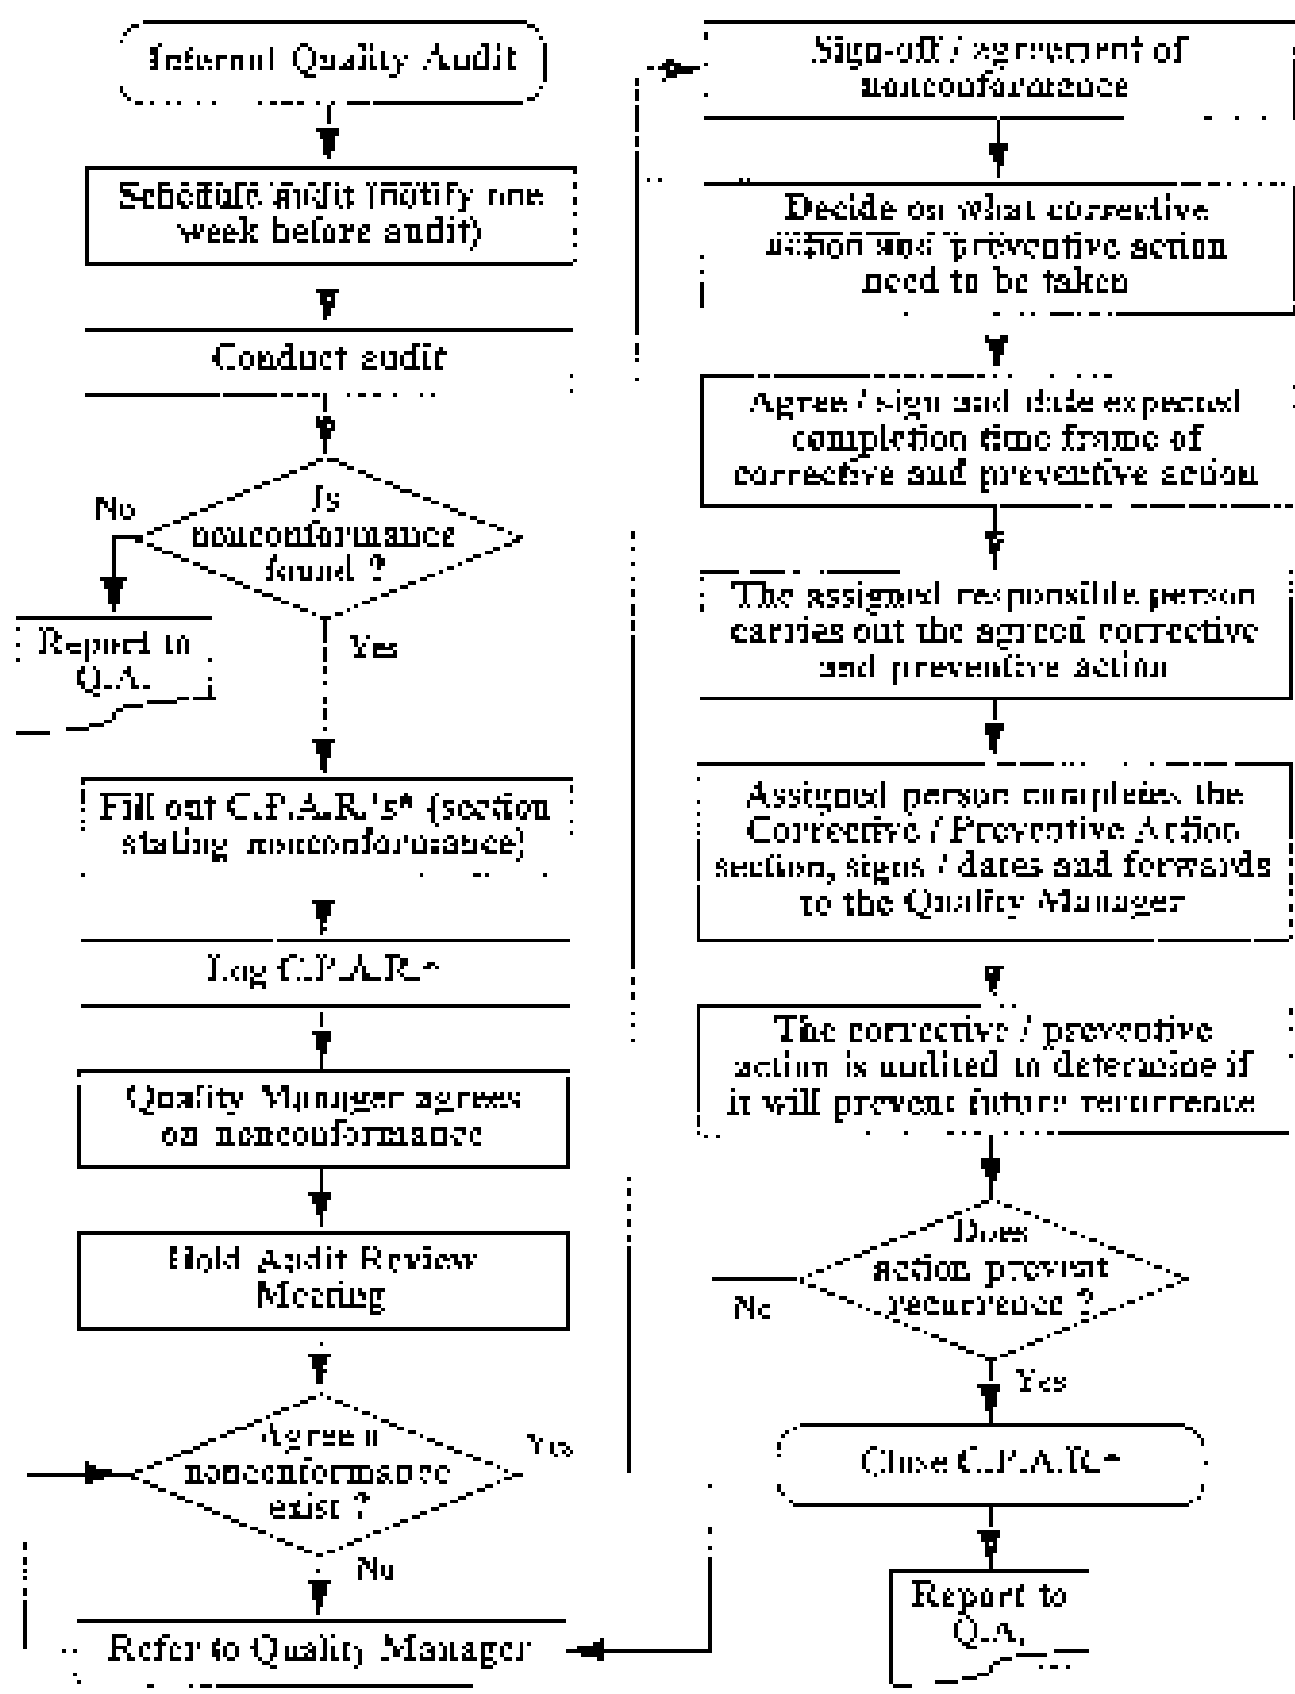 Internal Quality Audit
Schedule audit (notify one
week before audit)
Conduct audit
Is
nonconformance
found ?
No
Yes
Report to
Q.A.
Fill out C.P.A.R.'s* (section
stating nonconformance)
Log C.P.A.R.*
Quality Manager agrees
on nonconformance
Hold Audit Review
Meeting
Agree a
nonconformance
exist ?
Yes
No
Refer to Quality Manager
Sign-off / agreement of
nonconformance
Decide on what corrective
action and preventive action
need to be taken
Agree / sign and date expected
completion time frame of
corrective and preventive action
The assigned responsible person
carries out the agreed corrective
and preventive action
Assigned person completes the
Corrective / Preventive Action
section, signs / dates and forwards
to the Quality Manager
The corrective / preventive
action is audited to determine if
it will prevent future recurrence
Does
action prevent
recurrence ?
No
Yes
Close C.P.A.R.*
Report to
Q.A.